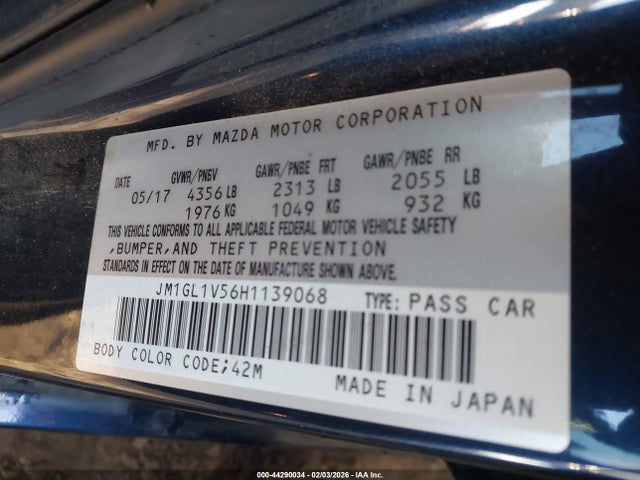 MFD. BY MAZDA MOTOR CORPORATION
DATE GVWR/PNBV GAWR/PNBE FRT GAWR/PNBE RR
05/17 4356 LB 2313 LB 2055 LB
1976 KG 1049 KG 932 KG
THIS VEHICLE CONFORMS TO ALL APPLICABLE FEDERAL MOTOR VEHICLE SAFETY
,BUMPER,AND THEFT PREVENTION
STANDARDS IN EFFECT ON THE DATE OF MANUFACTURE SHOWN ABOVE.
JM1GL1V56H1139068 TYPE: PASS CAR
BODY COLOR CODE;42M
MADE IN JAPAN
000-44290034 - 02/03/2026 - IAA Inc.